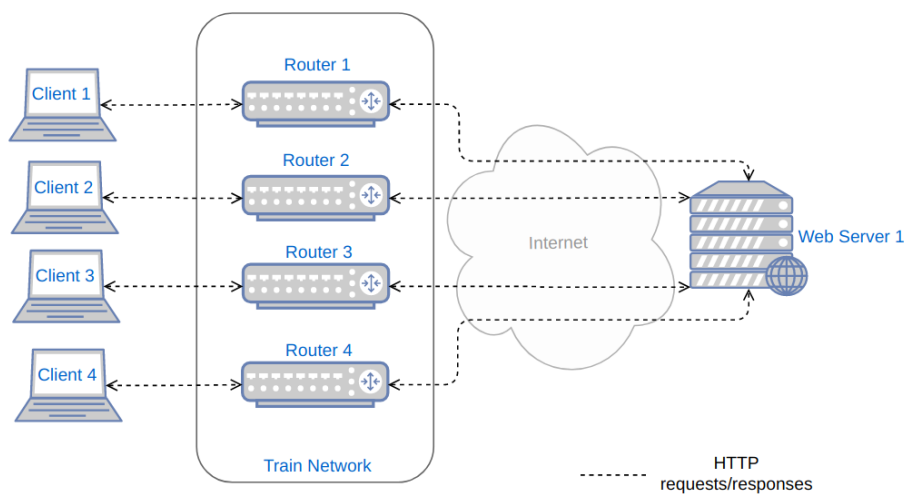 Router 1
Client 1
Router 2
Client 2
Web Server 1
Internet
Router 3
Client 3
Router 4
Client 4
Train Network
HTTP
requests/responses